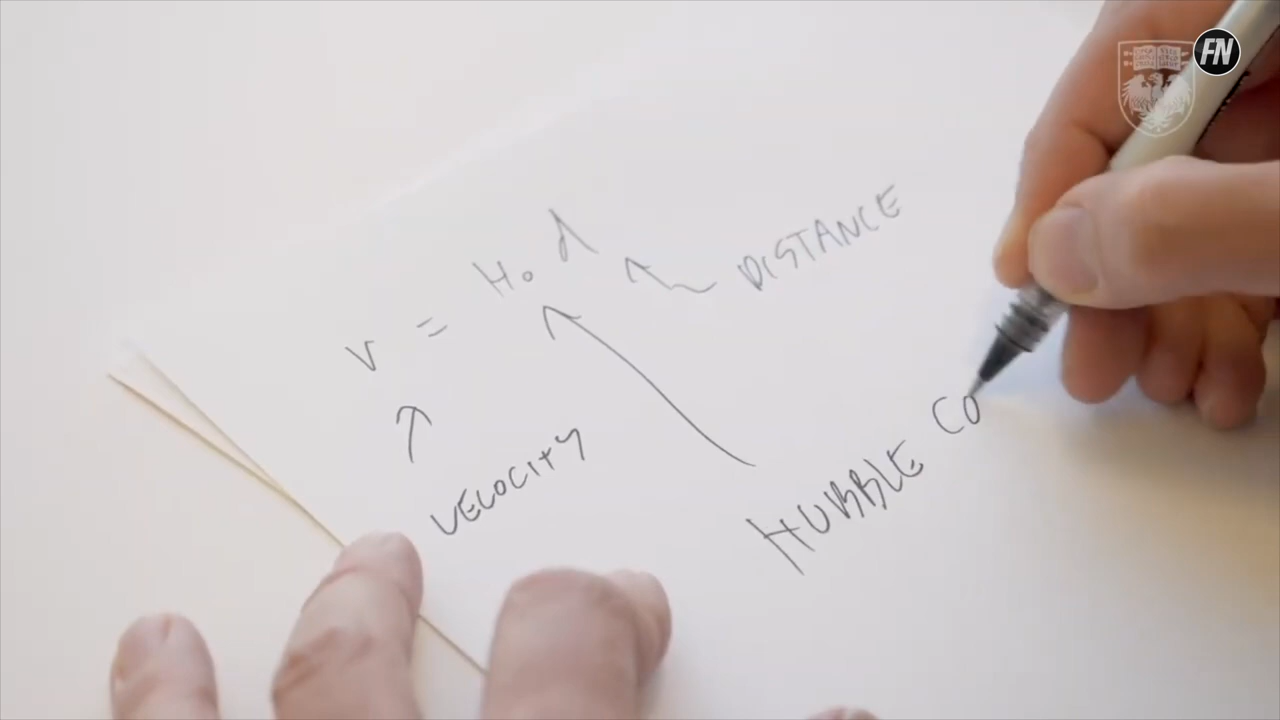 FN
v = H₀ d
DISTANCE
VELOCITY
HUBBLE CO